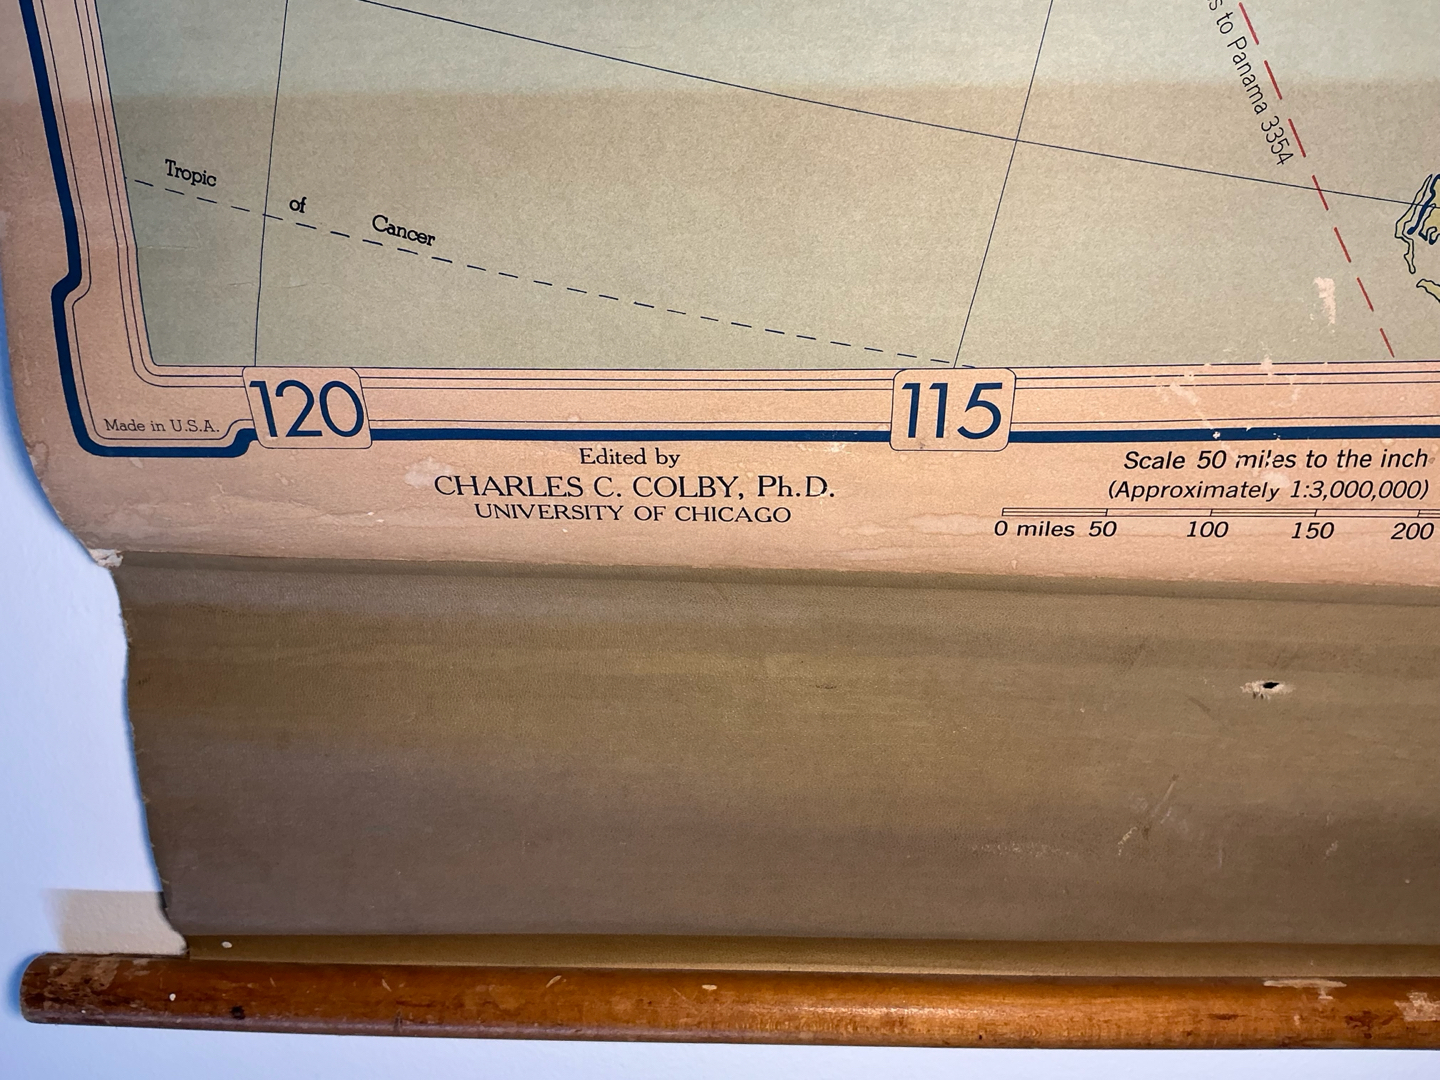 to Panama 3354
Tropic of Cancer
120
115
Made in U.S.A.
Edited by
CHARLES C. COLBY, Ph.D.
UNIVERSITY OF CHICAGO
Scale 50 miles to the inch
(Approximately 1:3,000,000)
0 miles 50 100 150 200